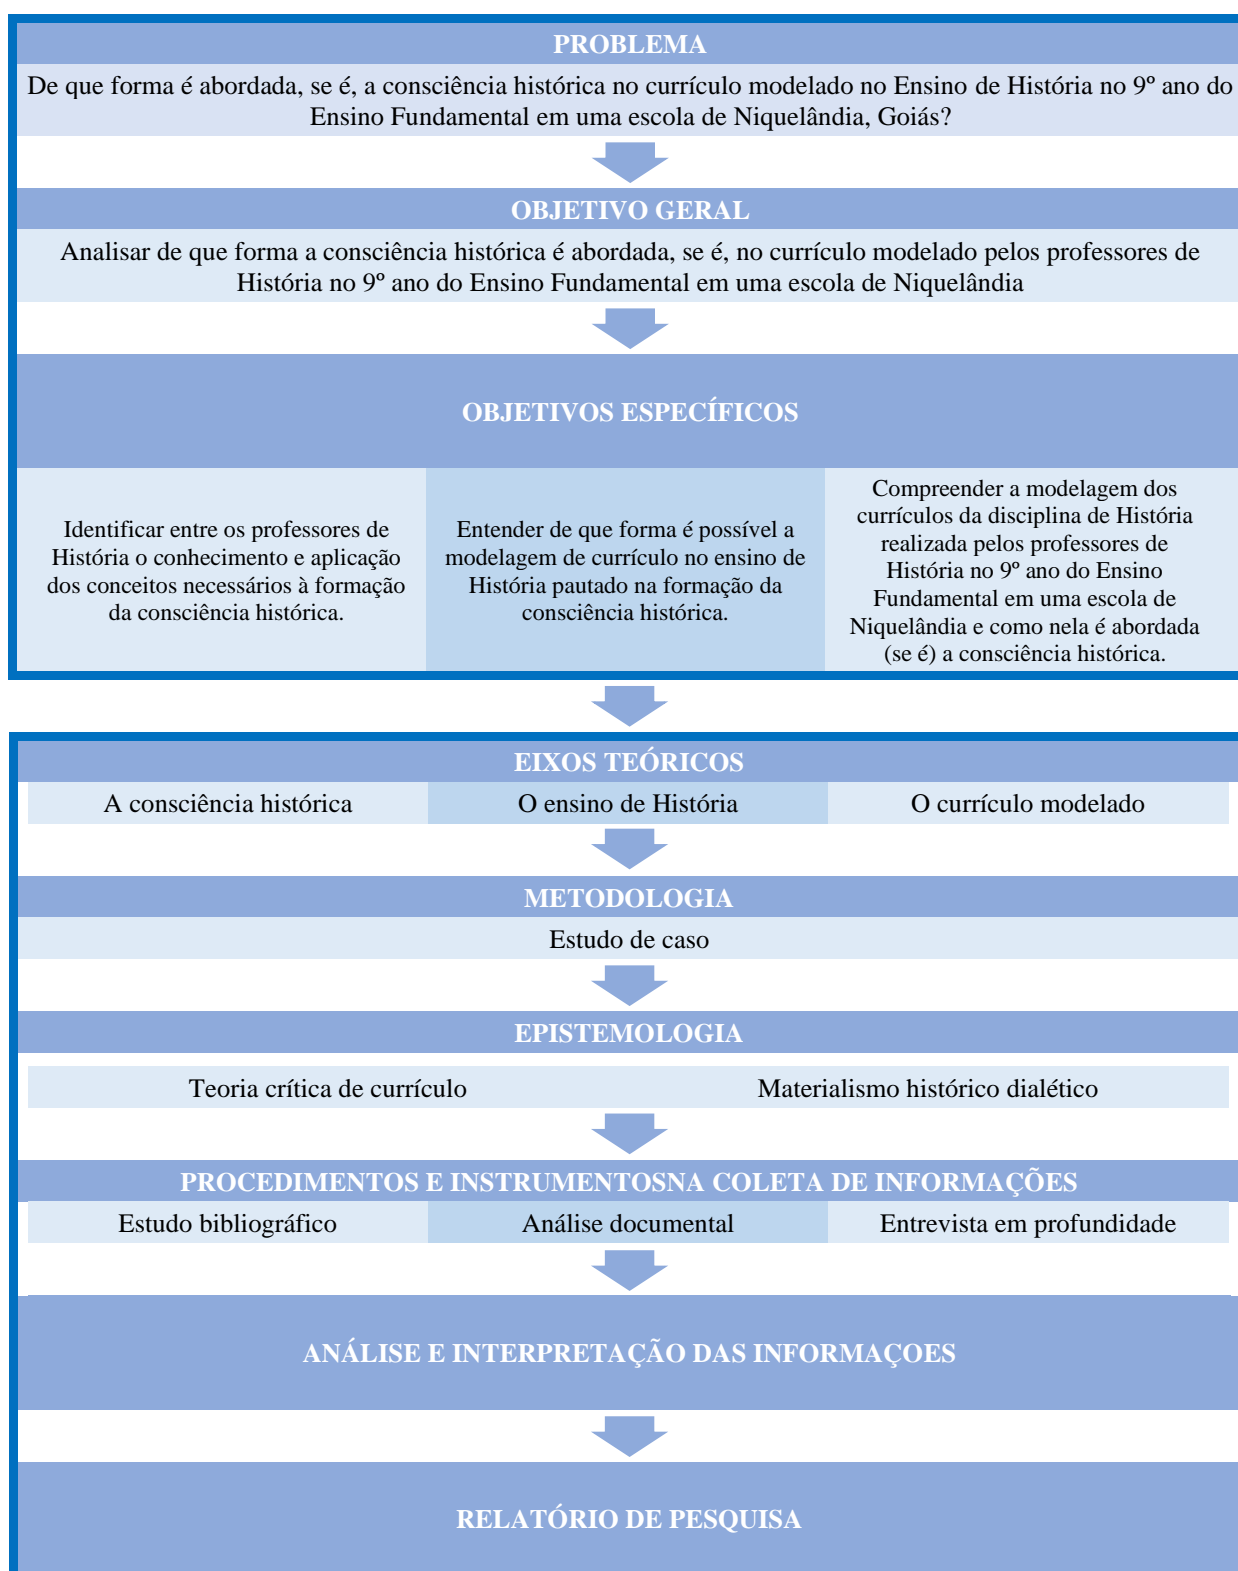 PROBLEMA
De que forma é abordada, se é, a consciência histórica no currículo modelado no Ensino de História no 9º ano do
Ensino Fundamental em uma escola de Niquelândia, Goiás?
OBJETIVO GERAL
Analisar de que forma a consciência histórica é abordada, se é, no currículo modelado pelos professores de
História no 9º ano do Ensino Fundamental em uma escola de Niquelândia
OBJETIVOS ESPECÍFICOS
Identificar entre os professores de
História o conhecimento e aplicação
dos conceitos necessários à formação
da consciência histórica.
Entender de que forma é possível a
modelagem de currículo no ensino de
História pautado na formação da
consciência histórica.
Compreender a modelagem dos
currículos da disciplina de História
realizada pelos professores de
História no 9º ano do Ensino
Fundamental em uma escola de
Niquelândia e como nela é abordada
(se é) a consciência histórica.
EIXOS TEÓRICOS
A consciência histórica
O ensino de História
O currículo modelado
METODOLOGIA
Estudo de caso
EPISTEMOLOGIA
Teoria crítica de currículo
Materialismo histórico dialético
PROCEDIMENTOS E INSTRUMENTOSNA COLETA DE INFORMAÇÕES
Estudo bibliográfico
Análise documental
Entrevista em profundidade
ANÁLISE E INTERPRETAÇÃO DAS INFORMAÇOES
RELATÓRIO DE PESQUISA